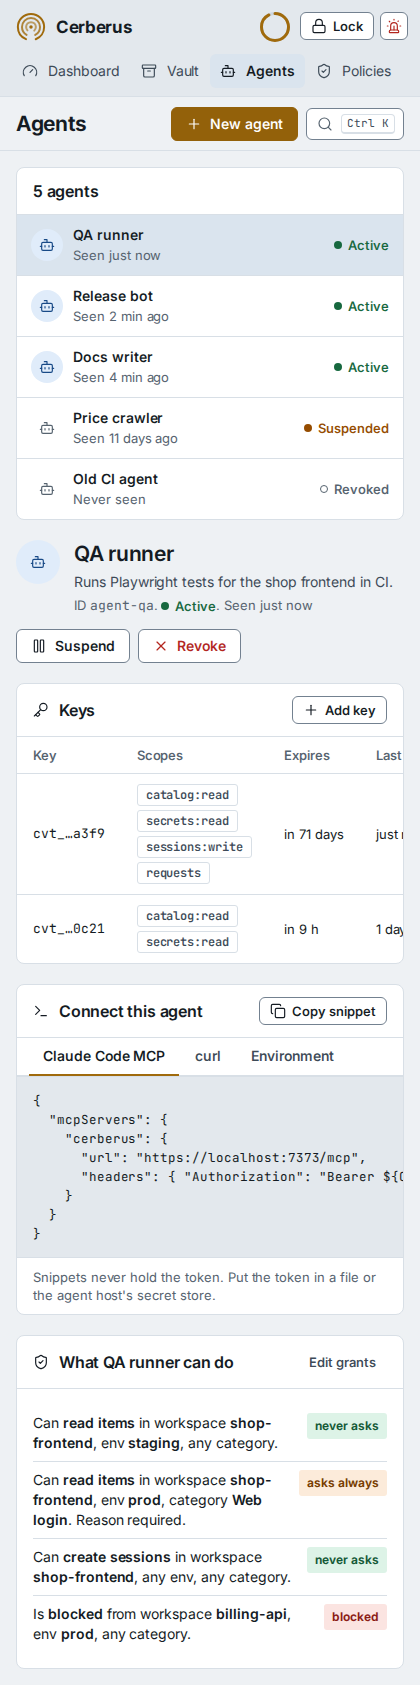 Cerberus
Lock
Dashboard
Vault
Agents
Policies
Agents
New agent
Ctrl K
5 agents
QA runner
Seen just now
Active
Release bot
Seen 2 min ago
Active
Docs writer
Seen 4 min ago
Active
Price crawler
Seen 11 days ago
Suspended
Old CI agent
Never seen
Revoked
QA runner
Runs Playwright tests for the shop frontend in CI.
ID agent-qa. Active. Seen just now
Suspend
Revoke
Keys
Add key
Key Scopes Expires Last
cvt_…a3f9
catalog:read
secrets:read
sessions:write
requests
in 71 days
just
cvt_…0c21
catalog:read
secrets:read
in 9 h
1 day
Connect this agent
Copy snippet
Claude Code MCP
curl
Environment
{
"mcpServers": {
"cerberus": {
"url": "https://localhost:7373/mcp",
"headers": { "Authorization": "Bearer ${
}
}
}
Snippets never hold the token. Put the token in a file or
the agent host's secret store.
What QA runner can do
Edit grants
Can read items in workspace shop-
frontend, env staging, any category.
never asks
Can read items in workspace shop-
frontend, env prod, category Web
login. Reason required.
asks always
Can create sessions in workspace
shop-frontend, any env, any category.
never asks
Is blocked from workspace billing-api,
env prod, any category.
blocked